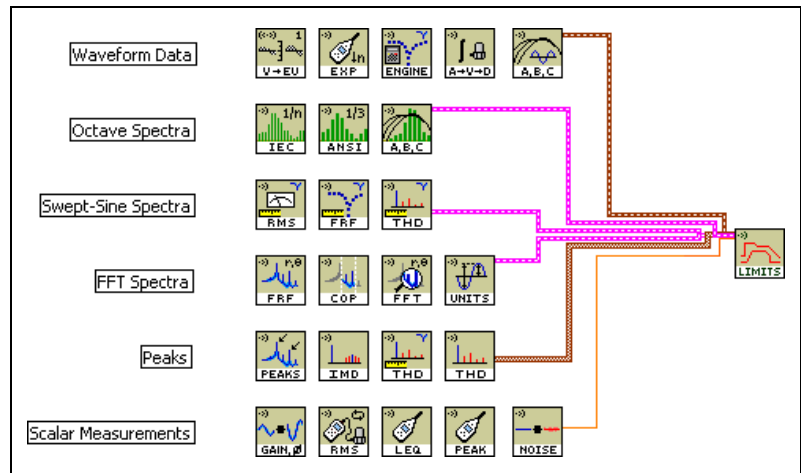 Waveform Data
V→EU
EXP
ENGINE
A→V→D
A,B,C
Octave Spectra
1/n
IEC
1/3
ANSI
A,B,C
Swept-Sine Spectra
RMS
FRF
THD
LIMITS
FFT Spectra
r,θ
FRF
COP
r,θ
FFT
UNITS
Peaks
PEAKS
IMD
THD
THD
Scalar Measurements
GAIN,ø
RMS
LEQ
PEAK
NOISE